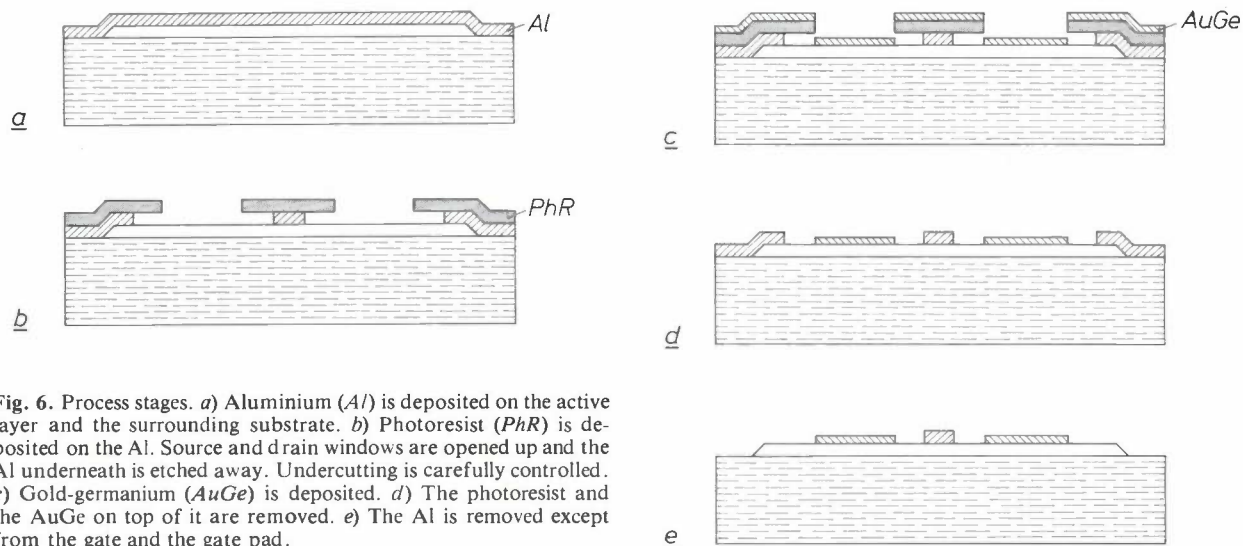 Al
a
PhR
b
AuGe
c
d
e
Fig. 6. Process stages. a) Aluminium (Al) is deposited on the active
layer and the surrounding substrate. b) Photoresist (PhR) is de-
posited on the Al. Source and drain windows are opened up and the
Al underneath is etched away. Undercutting is carefully controlled.
c) Gold-germanium (AuGe) is deposited. d) The photoresist and
the AuGe on top of it are removed. e) The Al is removed except
from the gate and the gate pad.